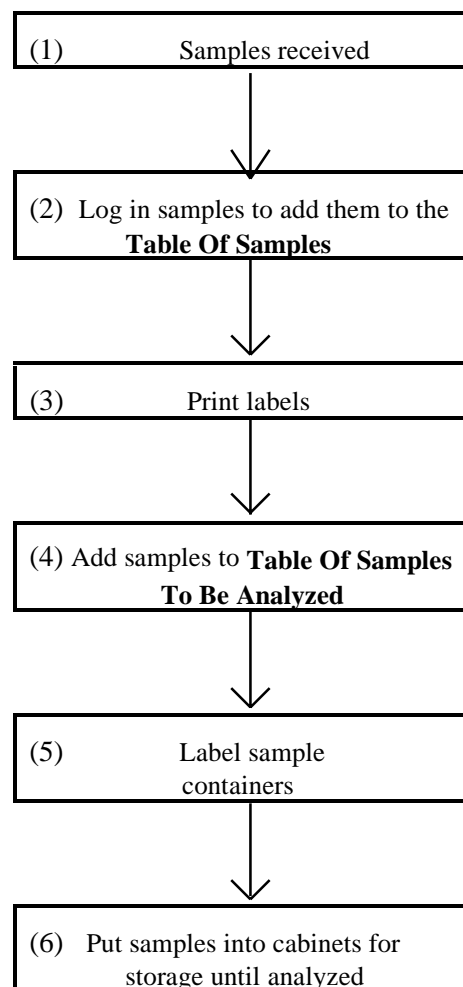 (1) Samples received
(2) Log in samples to add them to the
Table Of Samples
(3) Print labels
(4) Add samples to Table Of Samples
To Be Analyzed
(5) Label sample
containers
(6) Put samples into cabinets for
storage until analyzed